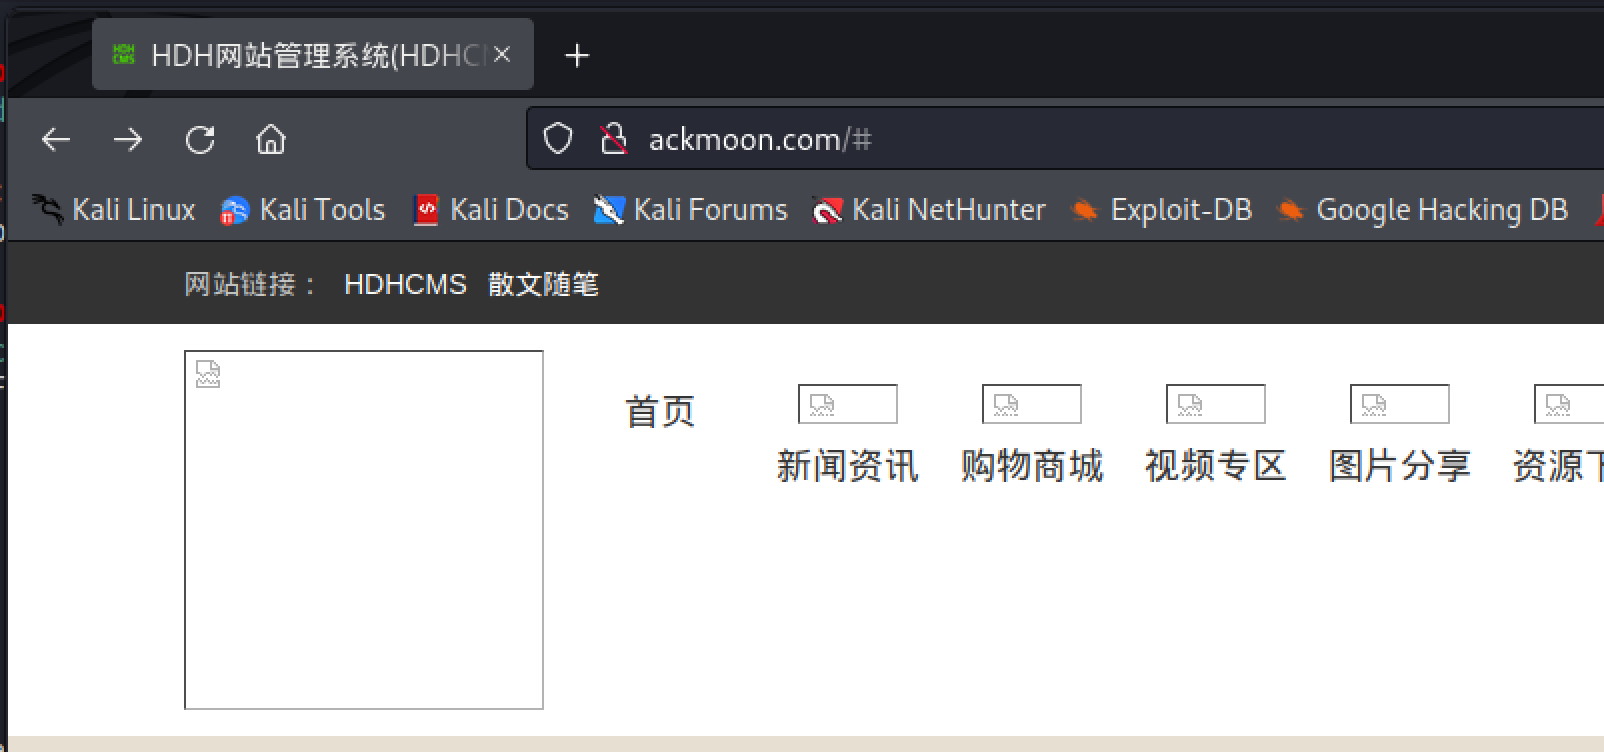 HDH网站管理系统(HDHC
ackmoon.com/#
Kali Linux Kali Tools Kali Docs Kali Forums Kali NetHunter Exploit-DB Google Hacking DB
网站链接： HDHCMS 散文随笔
首页
新闻资讯 购物商城 视频专区 图片分享 资源下